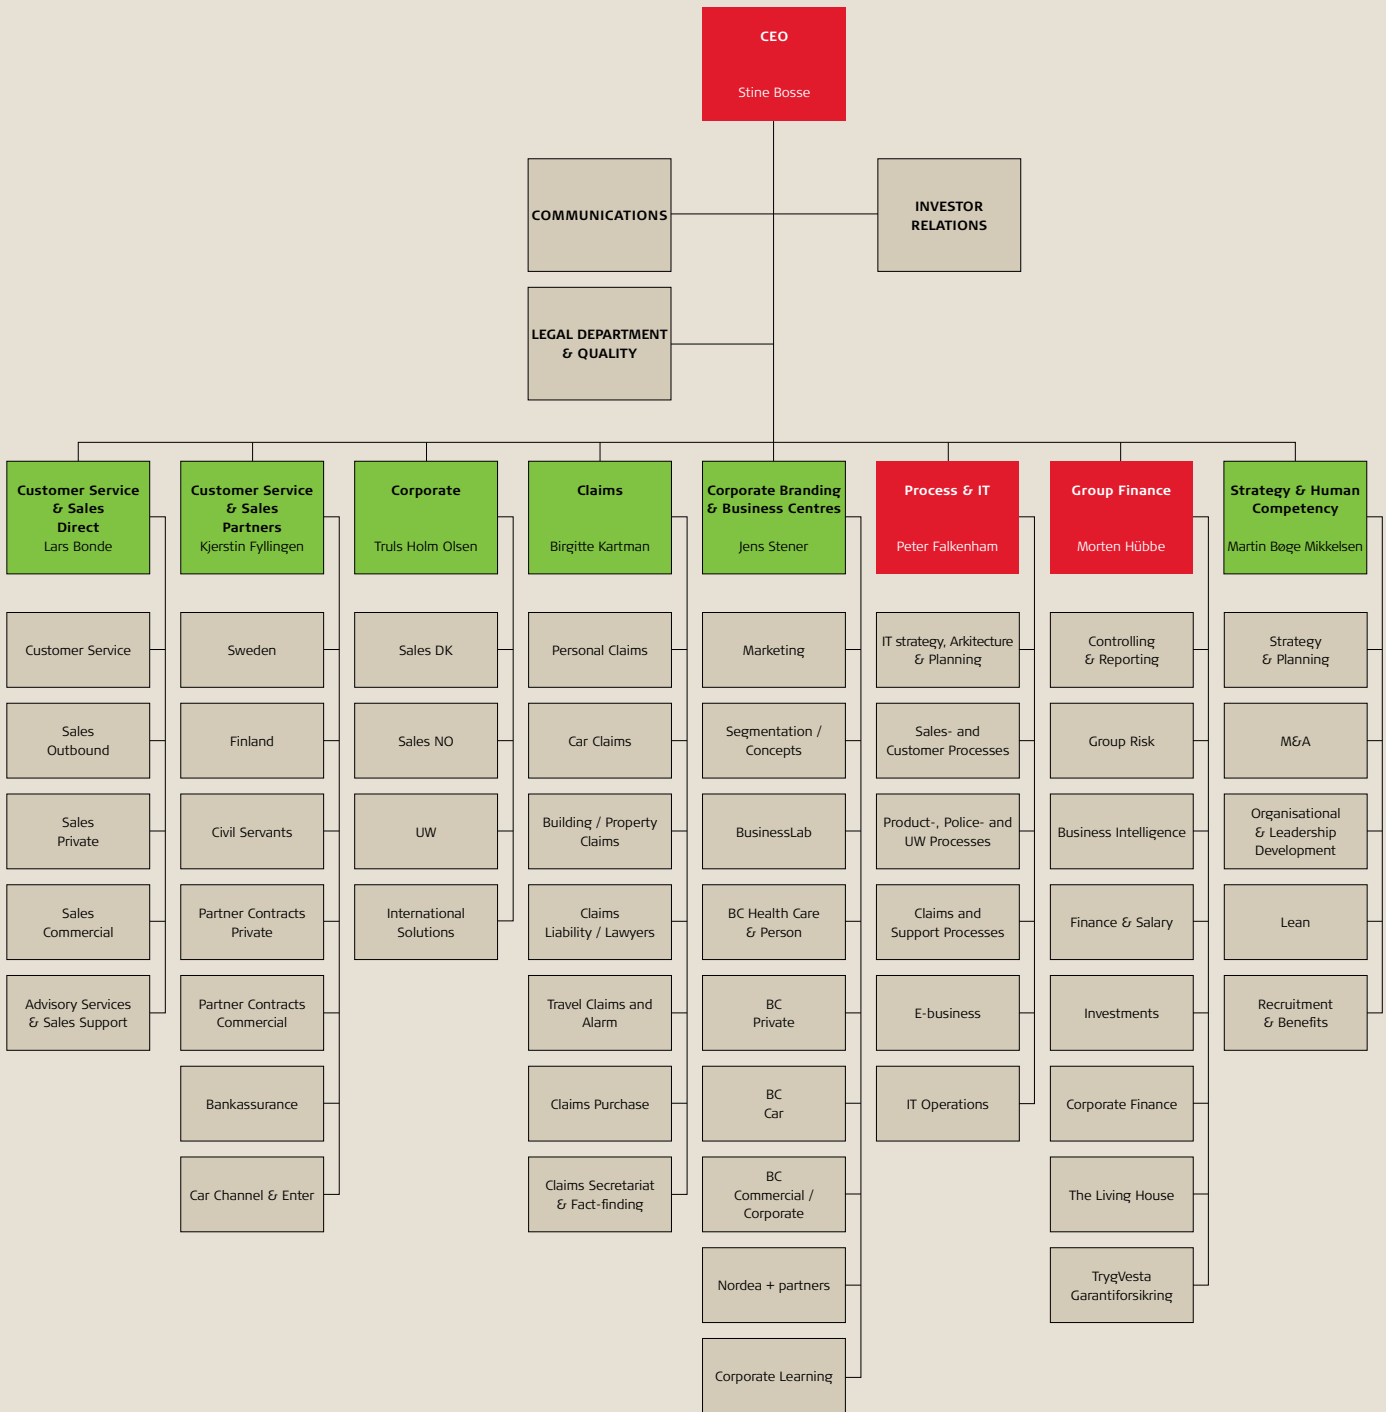 CEO
Stine Bosse
COMMUNICATIONS
INVESTOR
RELATIONS
LEGAL DEPARTMENT
& QUALITY
Customer Service
& Sales
Direct
Lars Bonde
Customer Service
& Sales
Partners
Kjerstin Fyllingen
Corporate
Truls Holm Olsen
Claims
Birgitte Kartman
Corporate Branding
& Business Centres
Jens Stener
Process & IT
Peter Falkenham
Group Finance
Morten Hübbe
Strategy & Human
Competency
Martin Bøge Mikkelsen
Customer Service
Sales
Outbound
Sales
Private
Sales
Commercial
Advisory Services
& Sales Support
Sweden
Finland
Civil Servants
Partner Contracts
Private
Partner Contracts
Commercial
Bankassurance
Car Channel & Enter
Sales DK
Sales NO
UW
International
Solutions
Personal Claims
Car Claims
Building / Property
Claims
Claims
Liability / Lawyers
Travel Claims and
Alarm
Claims Purchase
Claims Secretariat
& Fact-finding
Marketing
Segmentation /
Concepts
BusinessLab
BC Health Care
& Person
BC
Private
BC
Car
BC
Commercial /
Corporate
Nordea + partners
Corporate Learning
IT strategy, Arkitecture
& Planning
Sales- and
Customer Processes
Product-, Police- and
UW Processes
Claims and
Support Processes
E-business
IT Operations
Controlling
& Reporting
Group Risk
Business Intelligence
Finance & Salary
Investments
Corporate Finance
The Living House
TrygVesta
Garantiforsikring
Strategy
& Planning
M&A
Organisational
& Leadership
Development
Lean
Recruitment
& Benefits